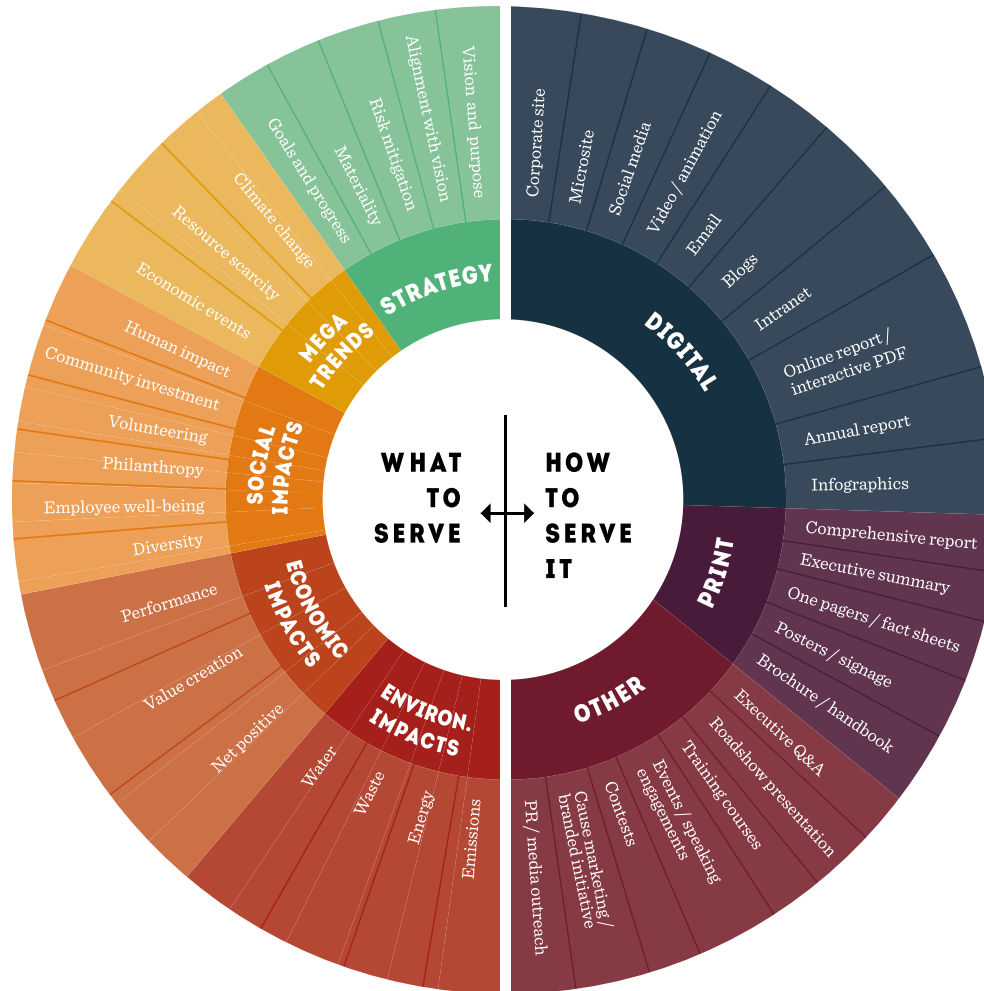 WHAT
TO
SERVE
HOW
TO
SERVE
IT
STRATEGY
Vision and purpose
Alignment with vision
Risk mitigation
Materiality
Goals and progress
MEGA
TRENDS
Climate change
Resource scarcity
Economic events
SOCIAL
IMPACTS
Human impact
Community investment
Volunteering
Philanthropy
Employee well-being
Diversity
ECONOMIC
IMPACTS
Performance
Value creation
Net positive
ENVIRON.
IMPACTS
Water
Waste
Energy
Emissions
DIGITAL
Corporate site
Microsite
Social media
Video / animation
Email
Blogs
Intranet
Online report /
interactive PDF
Annual report
Infographics
PRINT
Comprehensive report
Executive summary
One pagers / fact sheets
Posters / signage
Brochure / handbook
OTHER
Executive Q&A
Roadshow presentation
Training courses
Events / speaking
engagements
Contests
Cause marketing /
branded initiative
PR / media outreach